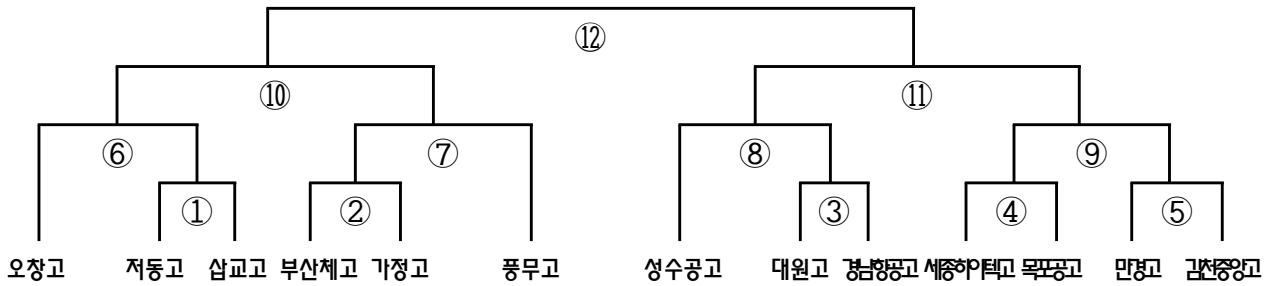 ⑫
⑩ ⑪
⑥ ⑦ ⑧ ⑨
① ② ③ ④ ⑤
오창고 저동고 삽교고 부산체고 가정고 풍무고 성수공고 대원고 경남항공고 세종하이텍고 목포공고 만경고 김천중앙고